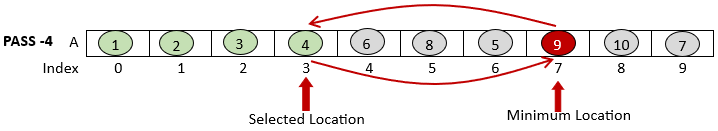 PASS -4 A 1 2 3 4 6 8 5 9 10 7
Index 0 1 2 3 4 5 6 7 8 9
Selected Location Minimum Location